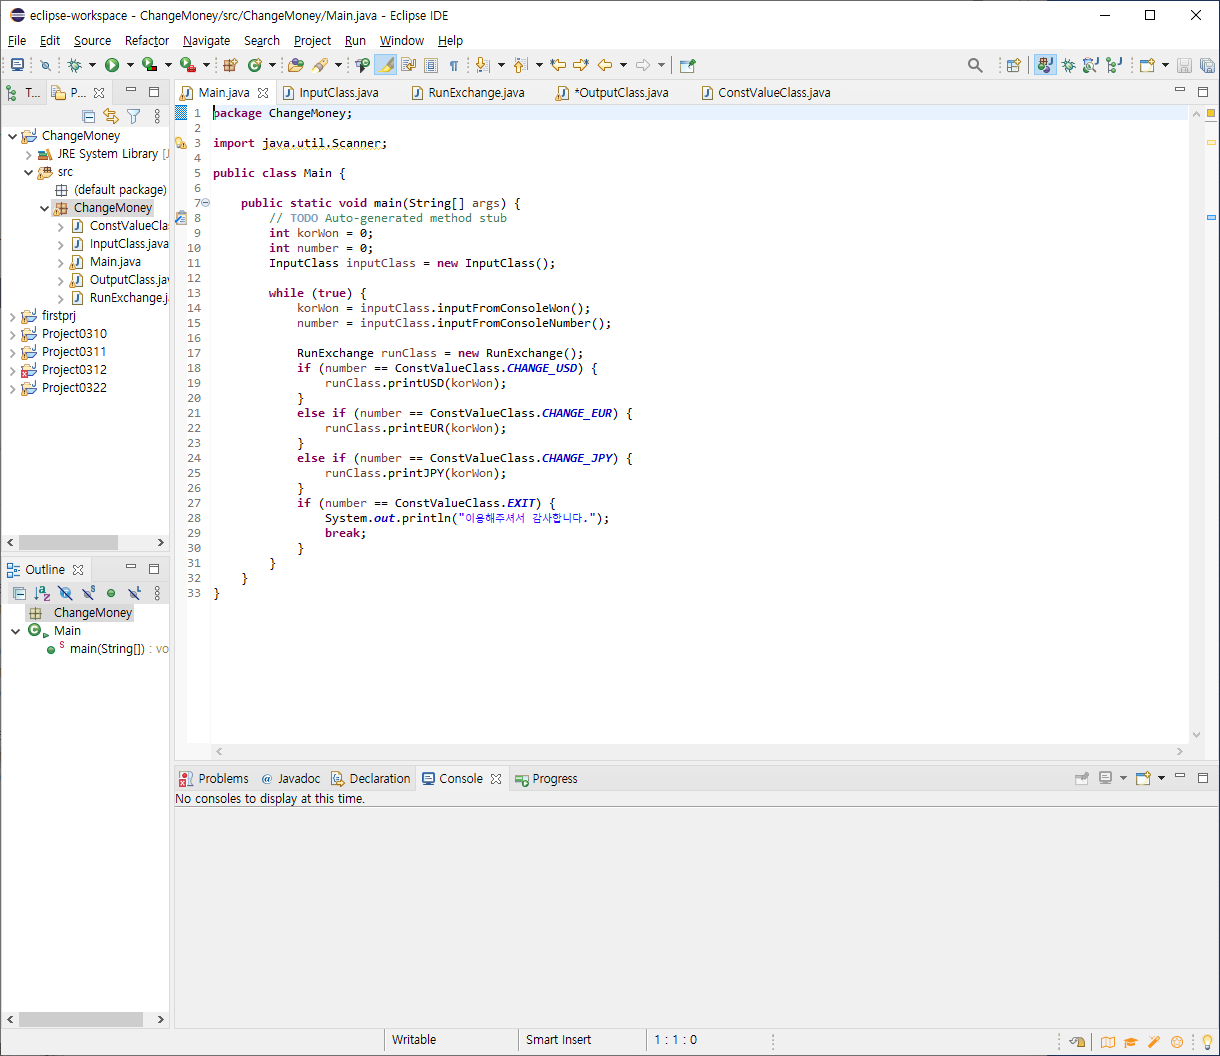 eclipse-workspace - ChangeMoney/src/ChangeMoney/Main.java - Eclipse IDE
File Edit Source Refactor Navigate Search Project Run Window Help
T... P...
ChangeMoney
JRE System Library [J
src
(default package)
ChangeMoney
ConstValueCla
InputClass.java
Main.java
OutputClass.jav
RunExchange.j
firstprj
Project0310
Project0311
Project0312
Project0322
Outline
ChangeMoney
Main
main(String[]) : vo
Main.java InputClass.java RunExchange.java *OutputClass.java ConstValueClass.java
1 package ChangeMoney;
2
3 import java.util.Scanner;
4
5 public class Main {
6
7 public static void main(String[] args) {
8 // TODO Auto-generated method stub
9 int korWon = 0;
10 int number = 0;
11 InputClass inputClass = new InputClass();
12
13 while (true) {
14 korWon = inputClass.inputFromConsoleWon();
15 number = inputClass.inputFromConsoleNumber();
16
17 RunExchange runClass = new RunExchange();
18 if (number == ConstValueClass.CHANGE_USD) {
19 runClass.printUSD(korWon);
20 }
21 else if (number == ConstValueClass.CHANGE_EUR) {
22 runClass.printEUR(korWon);
23 }
24 else if (number == ConstValueClass.CHANGE_JPY) {
25 runClass.printJPY(korWon);
26 }
27 if (number == ConstValueClass.EXIT) {
28 System.out.println("이용해주셔서 감사합니다.");
29 break;
30 }
31 }
32 }
33 }
Problems Javadoc Declaration Console Progress
No consoles to display at this time.
Writable Smart Insert 1 : 1 : 0